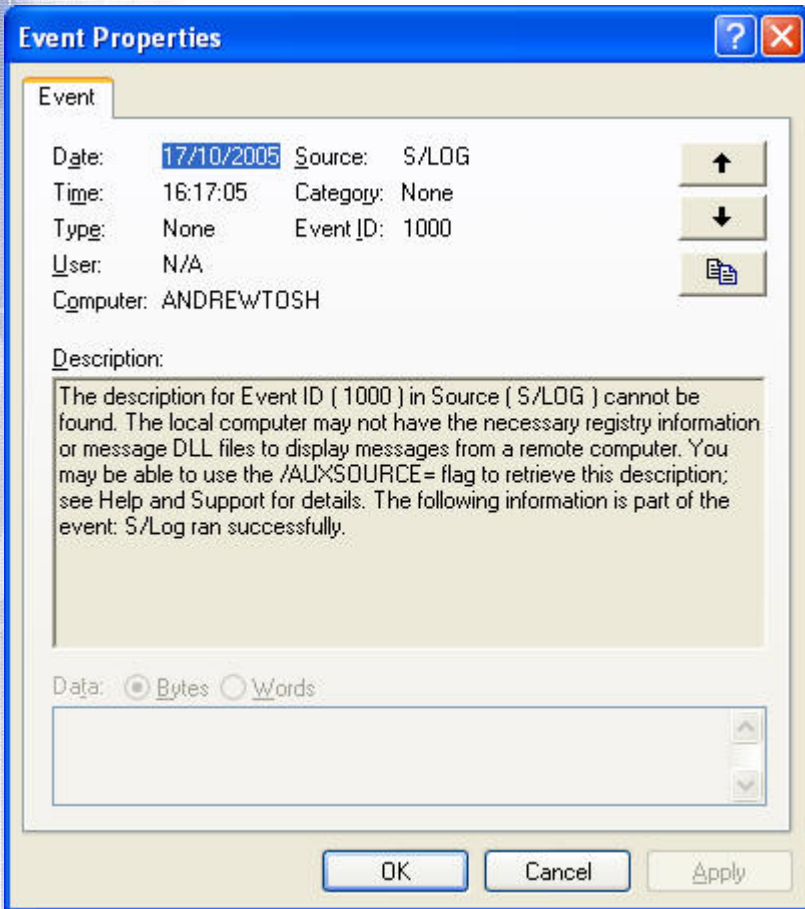 Event Properties
Event
Date: 17/10/2005 Source: S/LOG
Time: 16:17:05 Category: None
Type: None Event ID: 1000
User: N/A
Computer: ANDREWTOSH
Description:
The description for Event ID ( 1000 ) in Source ( S/LOG ) cannot be
found. The local computer may not have the necessary registry information
or message DLL files to display messages from a remote computer. You
may be able to use the /AUXSOURCE= flag to retrieve this description;
see Help and Support for details. The following information is part of the
event: S/Log ran successfully.
Data: Bytes Words
OK Cancel Apply